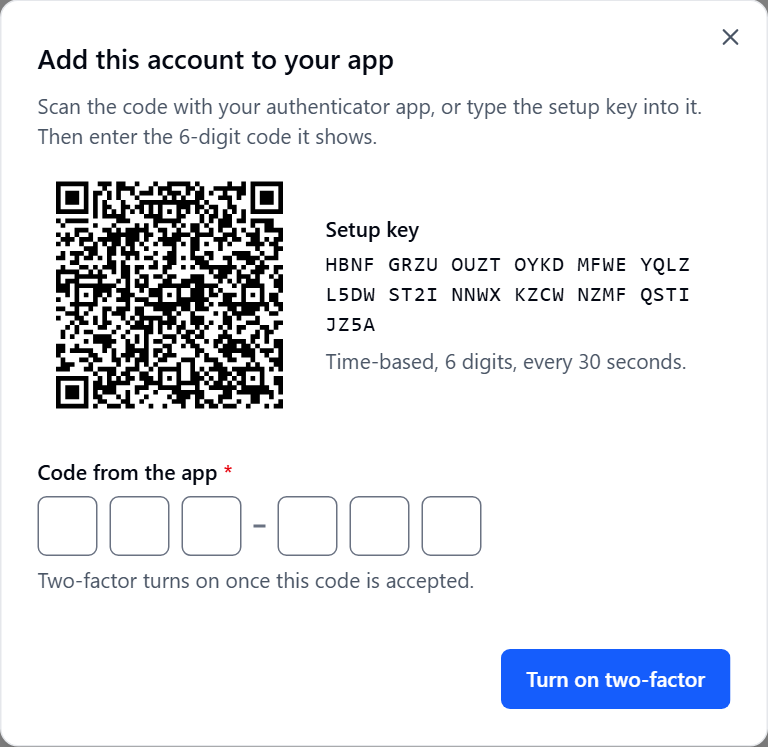 Add this account to your app
Scan the code with your authenticator app, or type the setup key into it.
Then enter the 6-digit code it shows.
Setup key
HBNF GRZU OUZT OYKD MFWE YQLZ
L5DW ST2I NNWX KZCW NZMF QSTI
JZ5A
Time-based, 6 digits, every 30 seconds.
Code from the app *
–
Two-factor turns on once this code is accepted.
Turn on two-factor